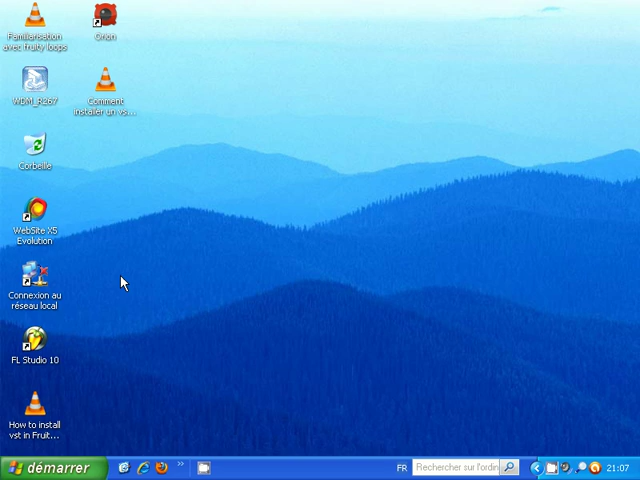 Familiarisation
avec fruity loops
Orion
WDM_R267
Comment
installer un vs...
Corbeille
WebSite X5
Evolution
Connexion au
réseau local
FL Studio 10
How to install
vst in Fruit...
démarrer
»
FR
Rechercher sur l'ordin
21:07